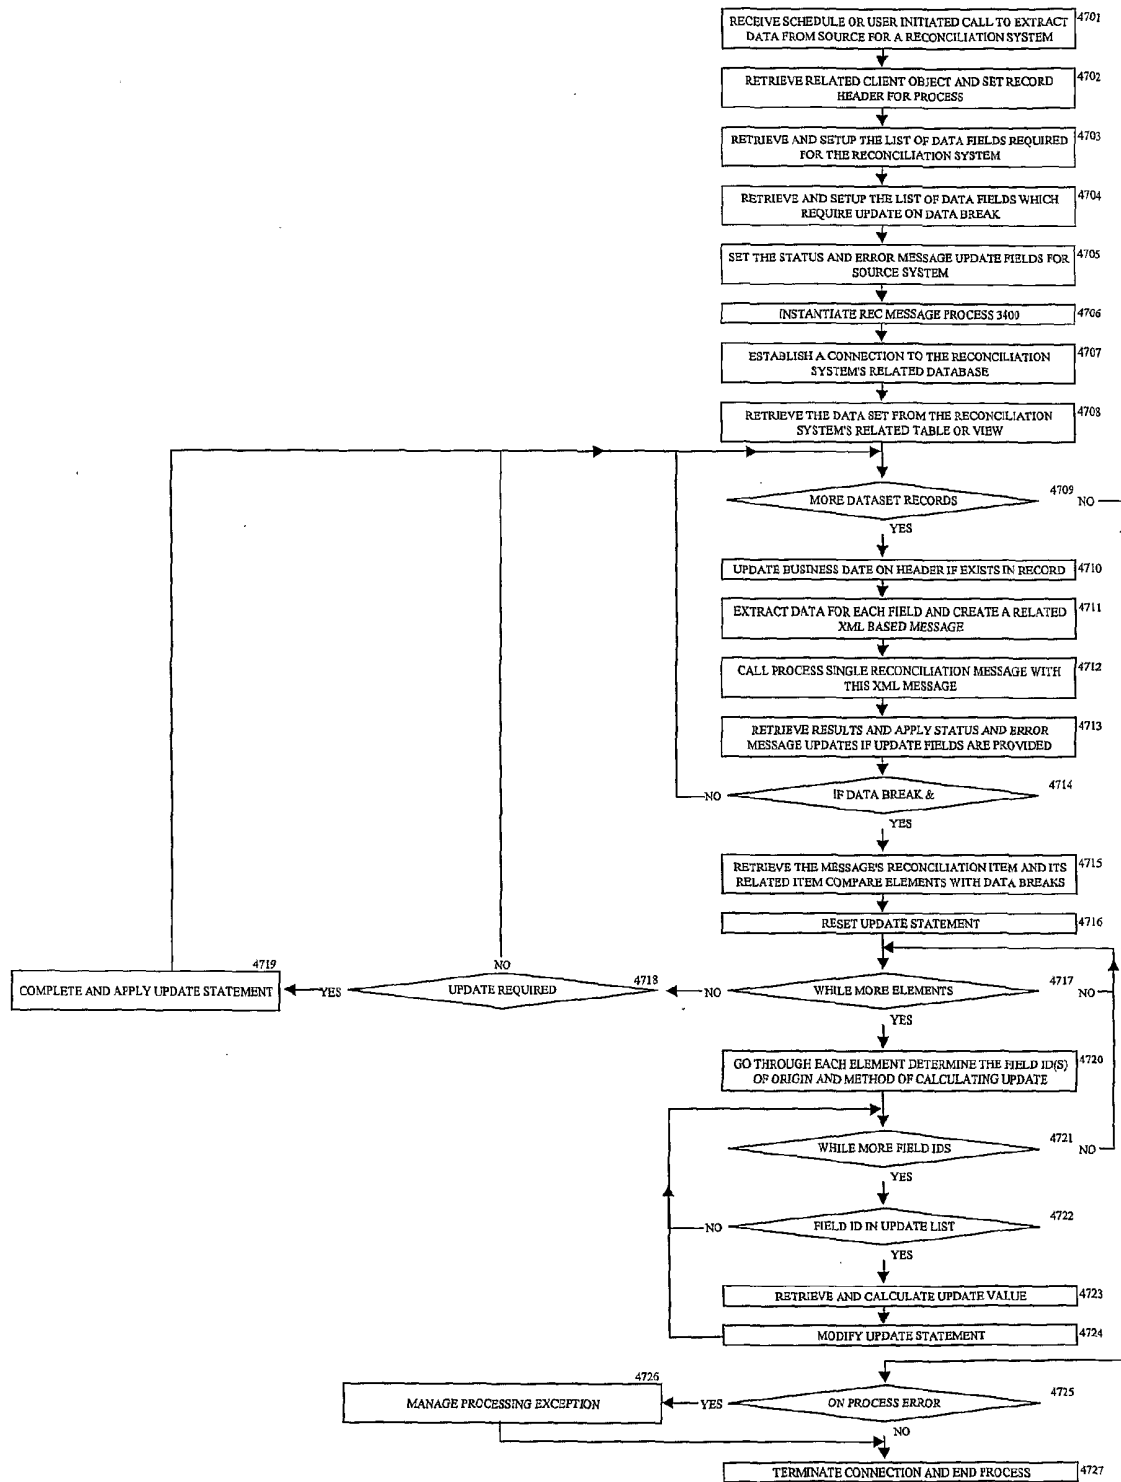 RECEIVE SCHEDULE OR USER INITIATED CALL TO EXTRACT
DATA FROM SOURCE FOR A RECONCILIATION SYSTEM
4701
RETRIEVE RELATED CLIENT OBJECT AND SET RECORD
HEADER FOR PROCESS
4702
RETRIEVE AND SETUP THE LIST OF DATA FIELDS REQUIRED
FOR THE RECONCILIATION SYSTEM
4703
RETRIEVE AND SETUP THE LIST OF DATA FIELDS WHICH
REQUIRE UPDATE ON DATA BREAK
4704
SET THE STATUS AND ERROR MESSAGE UPDATE FIELDS FOR
SOURCE SYSTEM
4705
INSTANTIATE REC MESSAGE PROCESS 3400
4706
ESTABLISH A CONNECTION TO THE RECONCILIATION
SYSTEM'S RELATED DATABASE
4707
RETRIEVE THE DATA SET FROM THE RECONCILIATION
SYSTEM'S RELATED TABLE OR VIEW
4708
MORE DATASET RECORDS
4709
NO
YES
UPDATE BUSINESS DATE ON HEADER IF EXISTS IN RECORD
4710
EXTRACT DATA FOR EACH FIELD AND CREATE A RELATED
XML BASED MESSAGE
4711
CALL PROCESS SINGLE RECONCILIATION MESSAGE WITH
THIS XML MESSAGE
4712
RETRIEVE RESULTS AND APPLY STATUS AND ERROR
MESSAGE UPDATES IF UPDATE FIELDS ARE PROVIDED
4713
IF DATA BREAK &
4714
NO
YES
RETRIEVE THE MESSAGE'S RECONCILIATION ITEM AND ITS
RELATED ITEM COMPARE ELEMENTS WITH DATA BREAKS
4715
RESET UPDATE STATEMENT
4716
WHILE MORE ELEMENTS
4717
NO
NO
YES
UPDATE REQUIRED
4718
NO
YES
COMPLETE AND APPLY UPDATE STATEMENT
4719
GO THROUGH EACH ELEMENT DETERMINE THE FIELD ID(S)
OF ORIGIN AND METHOD OF CALCULATING UPDATE
4720
WHILE MORE FIELD IDS
4721
NO
YES
FIELD ID IN UPDATE LIST
4722
NO
YES
RETRIEVE AND CALCULATE UPDATE VALUE
4723
MODIFY UPDATE STATEMENT
4724
ON PROCESS ERROR
4725
YES
NO
MANAGE PROCESSING EXCEPTION
4726
TERMINATE CONNECTION AND END PROCESS
4727